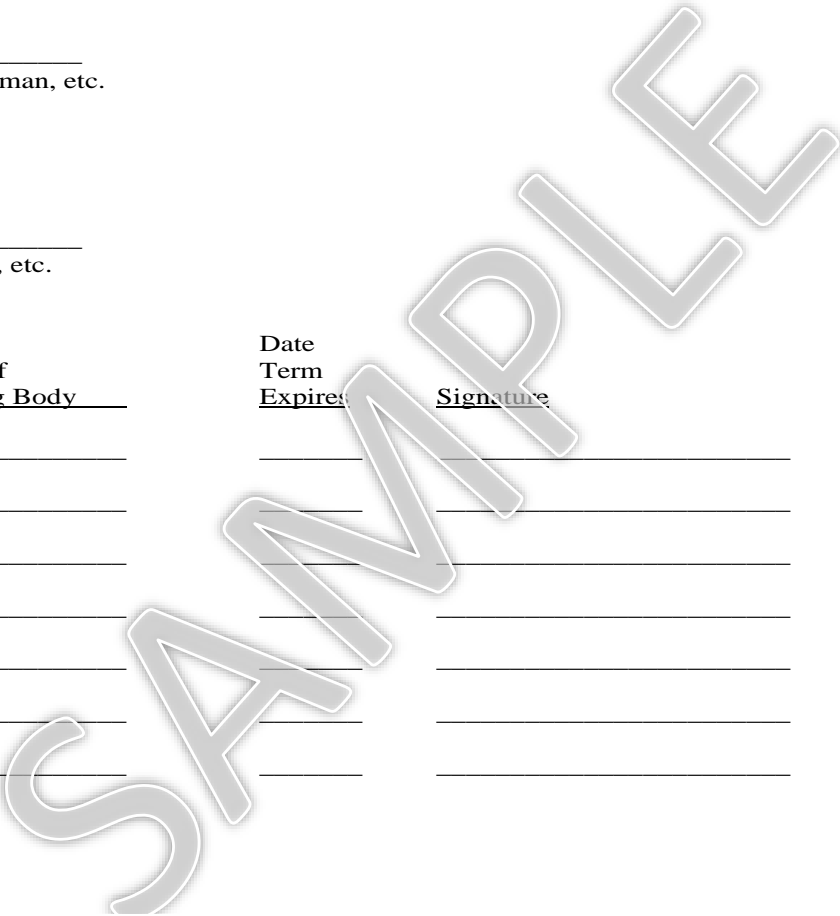 man, etc.
, etc.
Date
f Term
g Body Expires Signature
SAMPLE